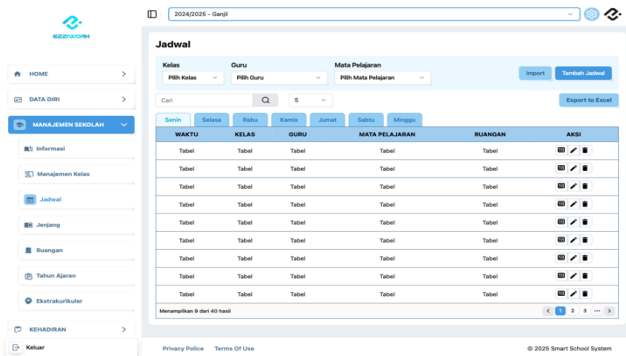 2024/2025 - Ganjil
EZZIWORH
Jadwal
Kelas Guru Mata Pelajaran
Pilih Kelas Pilih Guru Pilih Mata Pelajaran Import Tambah Jadwal
Cari 5 Export to Excel
Senin Selasa Rabu Kamis Jumat Sabtu Minggu
WAKTU KELAS GURU MATA PELAJARAN RUANGAN AKSI
Tabel Tabel Tabel Tabel Tabel
Tabel Tabel Tabel Tabel Tabel
Tabel Tabel Tabel Tabel Tabel
Tabel Tabel Tabel Tabel Tabel
Tabel Tabel Tabel Tabel Tabel
Tabel Tabel Tabel Tabel Tabel
Tabel Tabel Tabel Tabel Tabel
Tabel Tabel Tabel Tabel Tabel
Tabel Tabel Tabel Tabel Tabel
Menampilkan 9 dari 40 hasil < 1 2 3 ... >
HOME
DATA DIRI
MANAJEMEN SEKOLAH
Informasi
Manajemen Kelas
Jadwal
Jenjang
Ruangan
Tahun Ajaran
Ekstrakurikuler
KEHADIRAN
Keluar
Privacy Police Terms Of Use © 2025 Smart School System